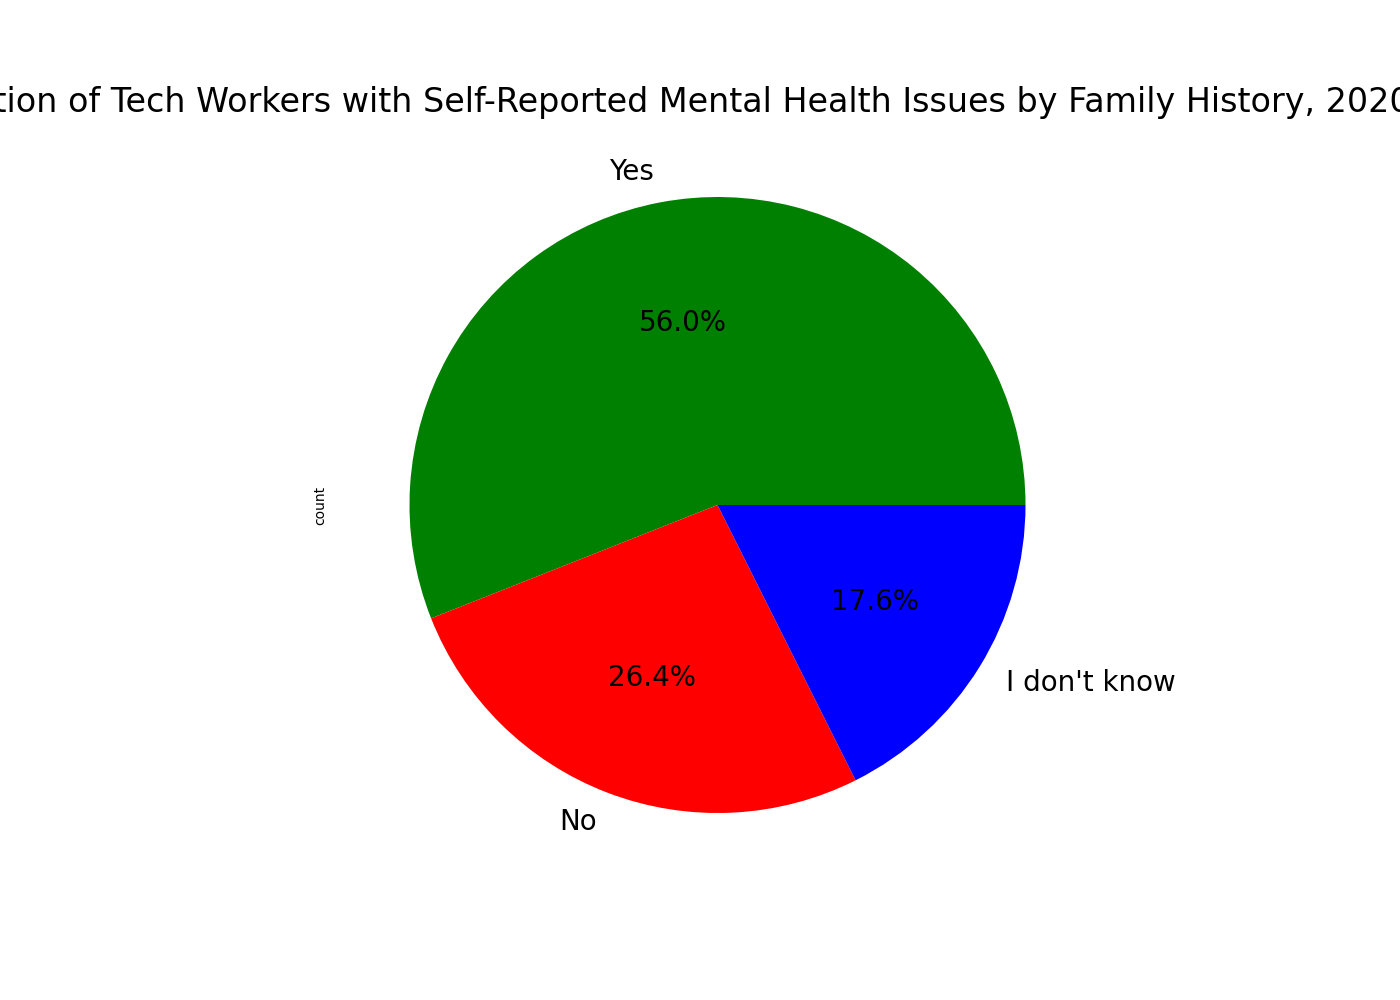 tion of Tech Workers with Self-Reported Mental Health Issues by Family History, 2020
Yes
56.0%
count
17.6%
26.4%
I don't know
No